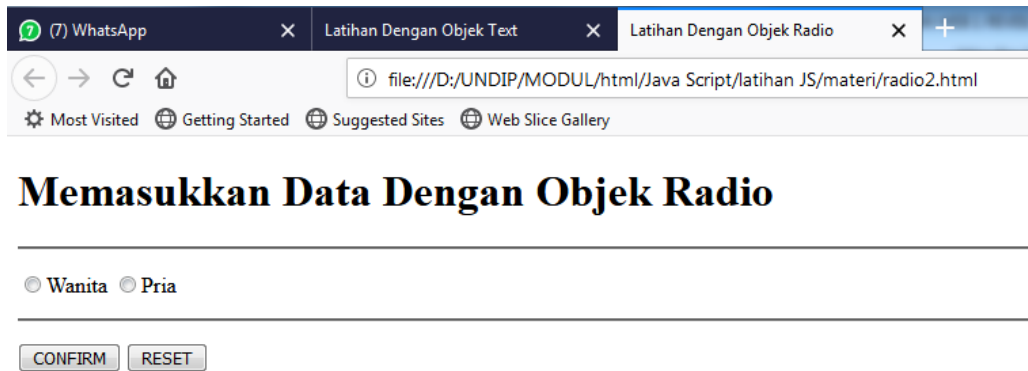 7 (7) WhatsApp Latihan Dengan Objek Text Latihan Dengan Objek Radio
file:///D:/UNDIP/MODUL/html/Java Script/latihan JS/materi/radio2.html
Most Visited Getting Started Suggested Sites Web Slice Gallery
Memasukkan Data Dengan Objek Radio
Wanita Pria
CONFIRM RESET